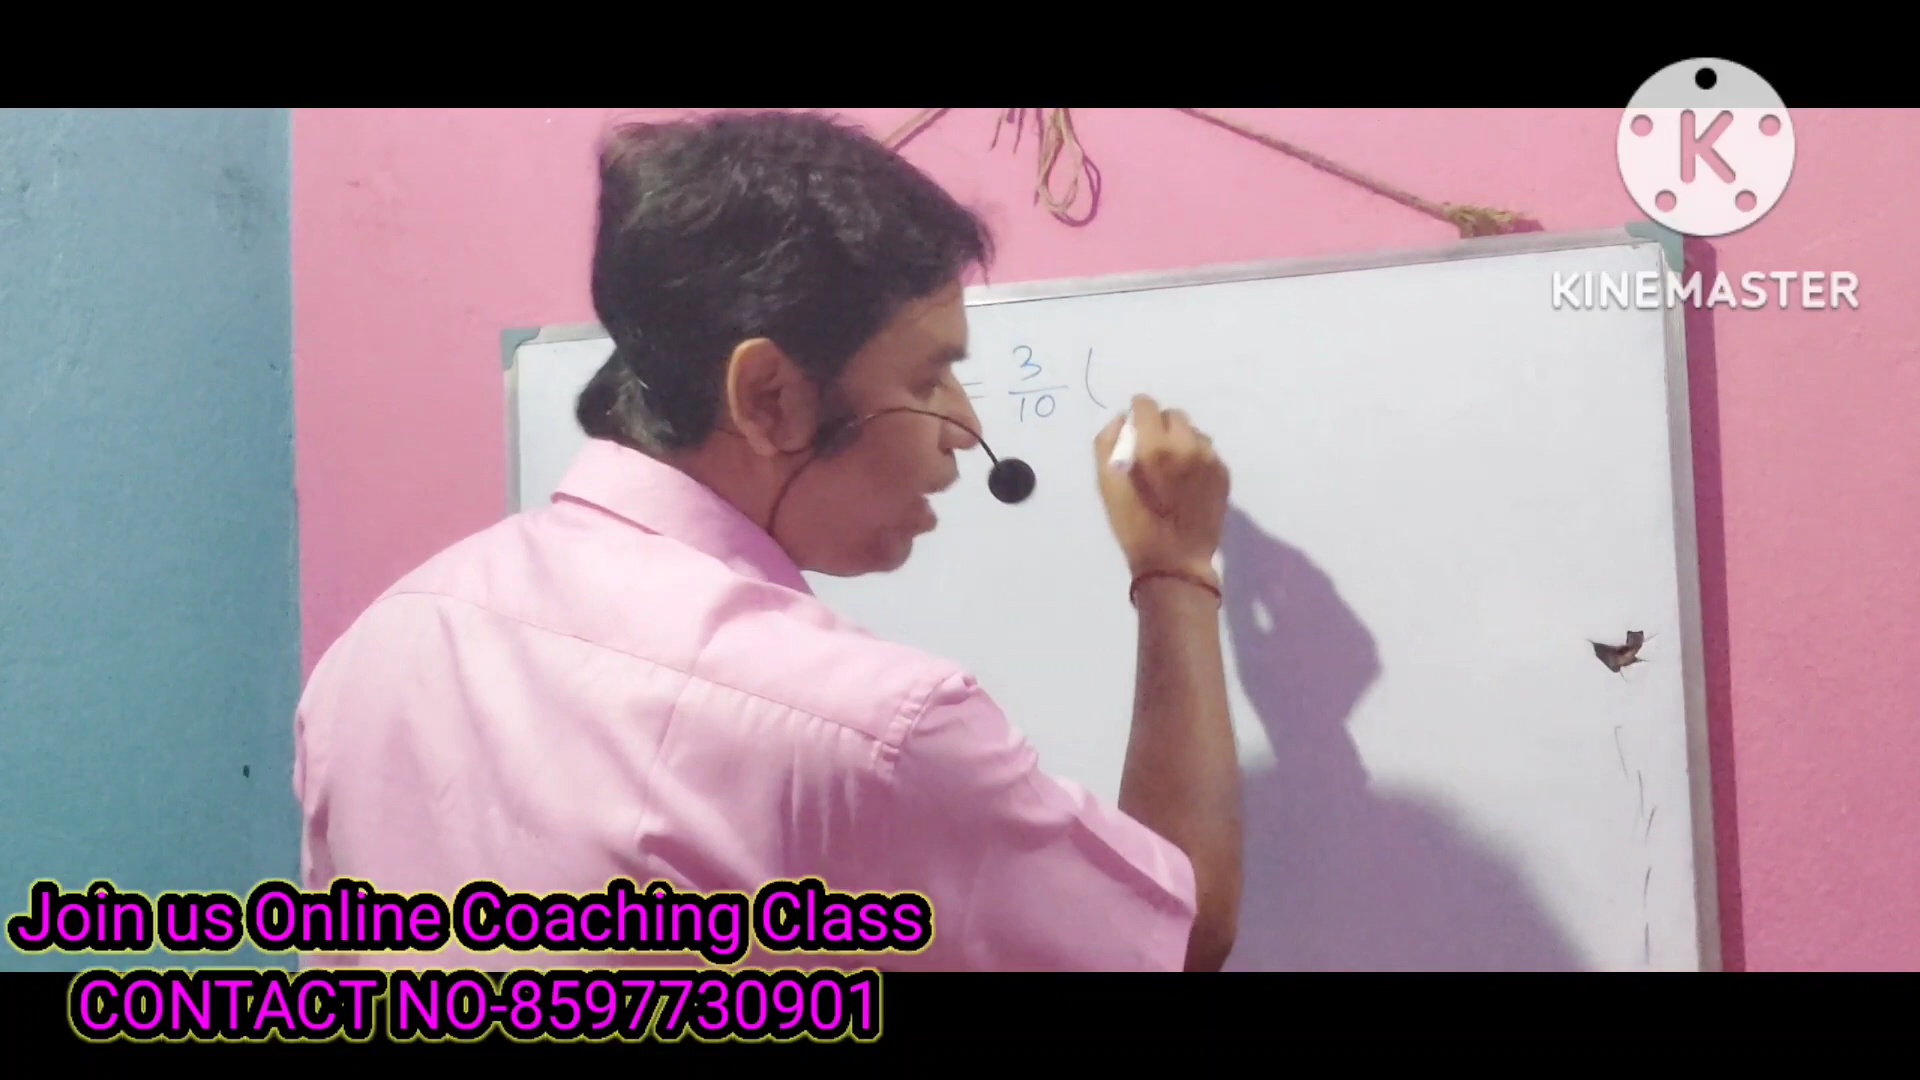 K
KINEMASTER
= 3/10 (
Join us Online Coaching Class
CONTACT NO-8597730901